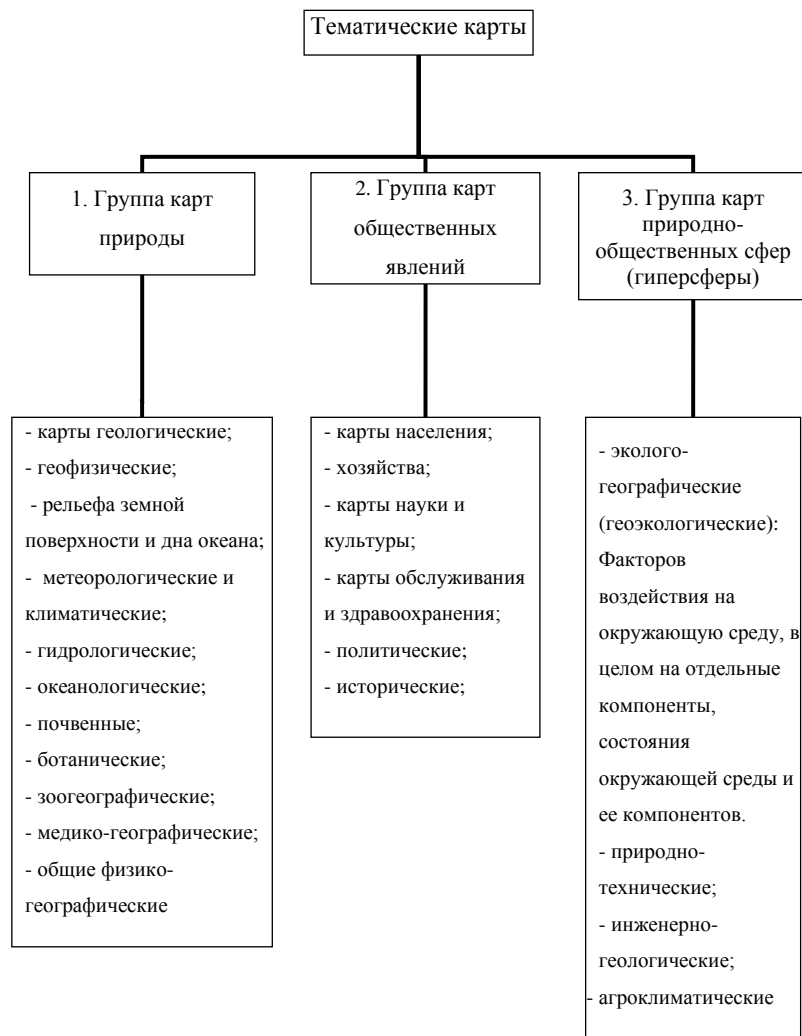 Тематические карты
1. Группа карт
природы
2. Группа карт
общественных
явлений
3. Группа карт
природно-
общественных сфер
(гиперсферы)
- карты геологические;
- геофизические;
- рельефа земной
поверхности и дна океана;
- метеорологические и
климатические;
- гидрологические;
- океанологические;
- почвенные;
- ботанические;
- зоогеографические;
- медико-географические;
- общие физико-
географические
- карты населения;
- хозяйства;
- карты науки и
культуры;
- карты обслуживания
и здравоохранения;
- политические;
- исторические;
- эколого-
географические
(геоэкологические):
Факторов
воздействия на
окружающую среду, в
целом на отдельные
компоненты,
состояния
окружающей среды и
ее компонентов.
- природно-
технические;
- инженерно-
геологические;
- агроклиматические